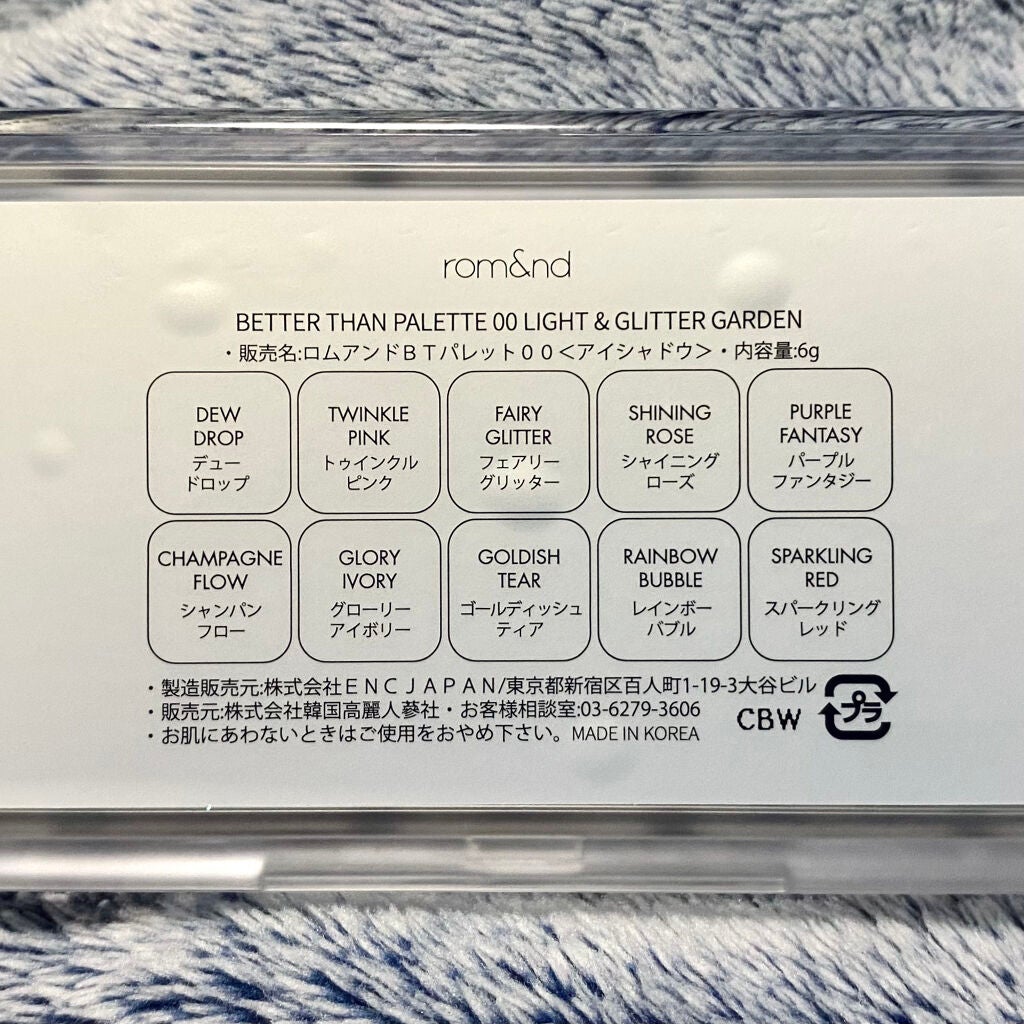 rom&nd
BETTER THAN PALETTE 00 LIGHT & GLITTER GARDEN
・販売名:ロムアンドＢＴパレット００＜アイシャドウ＞・内容量:6g
DEW
DROP
デュー
ドロップ
TWINKLE
PINK
トゥインクル
ピンク
FAIRY
GLITTER
フェアリー
グリッター
SHINING
ROSE
シャイニング
ローズ
PURPLE
FANTASY
パープル
ファンタジー
CHAMPAGNE
FLOW
シャンパン
フロー
GLORY
IVORY
グローリー
アイボリー
GOLDISH
TEAR
ゴールディッシュ
ティア
RAINBOW
BUBBLE
レインボー
バブル
SPARKLING
RED
スパークリング
レッド
・製造販売元:株式会社ＥＮＣＪＡＰＡＮ/東京都新宿区百人町1-19-3大谷ビル
・販売元:株式会社韓国高麗人蔘社・お客様相談室:03-6279-3606
・お肌にあわないときはご使用をおやめ下さい。MADE IN KOREA
CBW
プラ